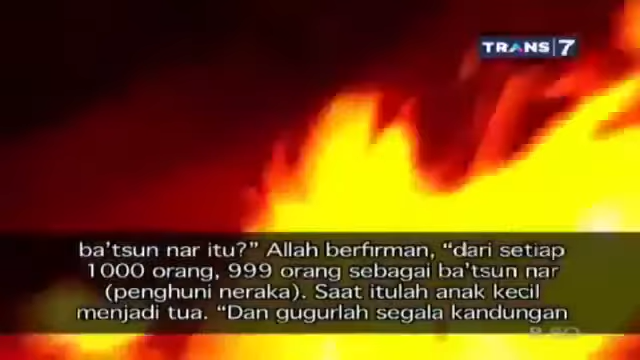 TRANS 7
ba'tsun nar itu?" Allah berfirman, "dari setiap
1000 orang, 999 orang sebagai ba'tsun nar
(penghuni neraka). Saat itulah anak kecil
menjadi tua. "Dan gugurlah segala kandungan